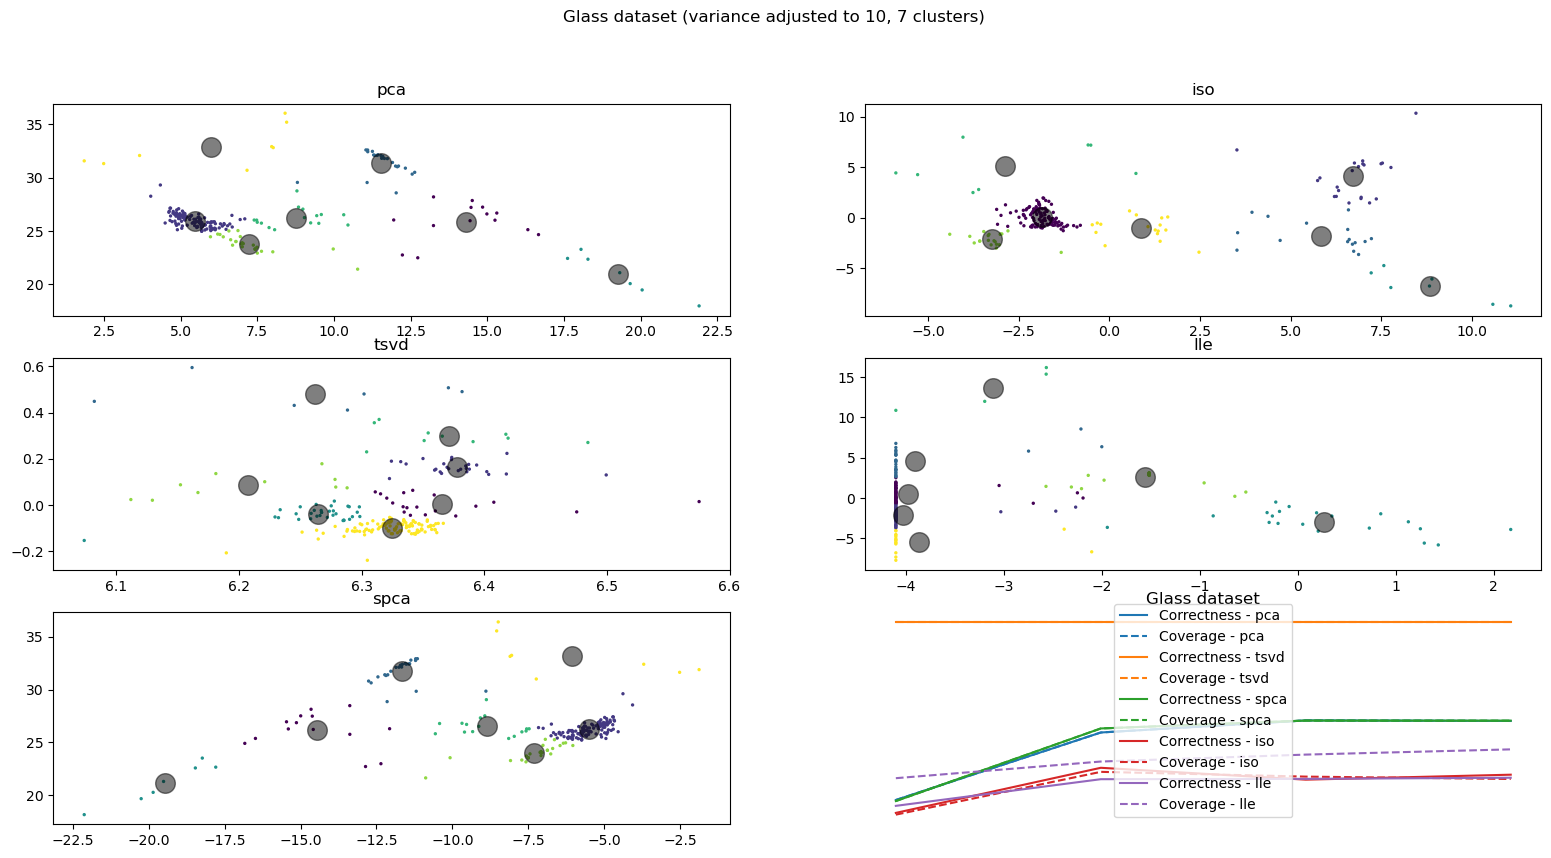 Glass dataset (variance adjusted to 10, 7 clusters)
pca
35
30
25
20
2.5 5.0 7.5 10.0 12.5 15.0 17.5 20.0 22.5
iso
10
5
0
−5
−5.0 −2.5 0.0 2.5 5.0 7.5 10.0
tsvd
0.6
0.4
0.2
0.0
−0.2
6.1 6.2 6.3 6.4 6.5 6.6
lle
15
10
5
0
−5
−4 −3 −2 −1 0 1 2
spca
35
30
25
20
−22.5 −20.0 −17.5 −15.0 −12.5 −10.0 −7.5 −5.0 −2.5
Glass dataset
Correctness - pca
Coverage - pca
Correctness - tsvd
Coverage - tsvd
Correctness - spca
Coverage - spca
Correctness - iso
Coverage - iso
Correctness - lle
Coverage - lle